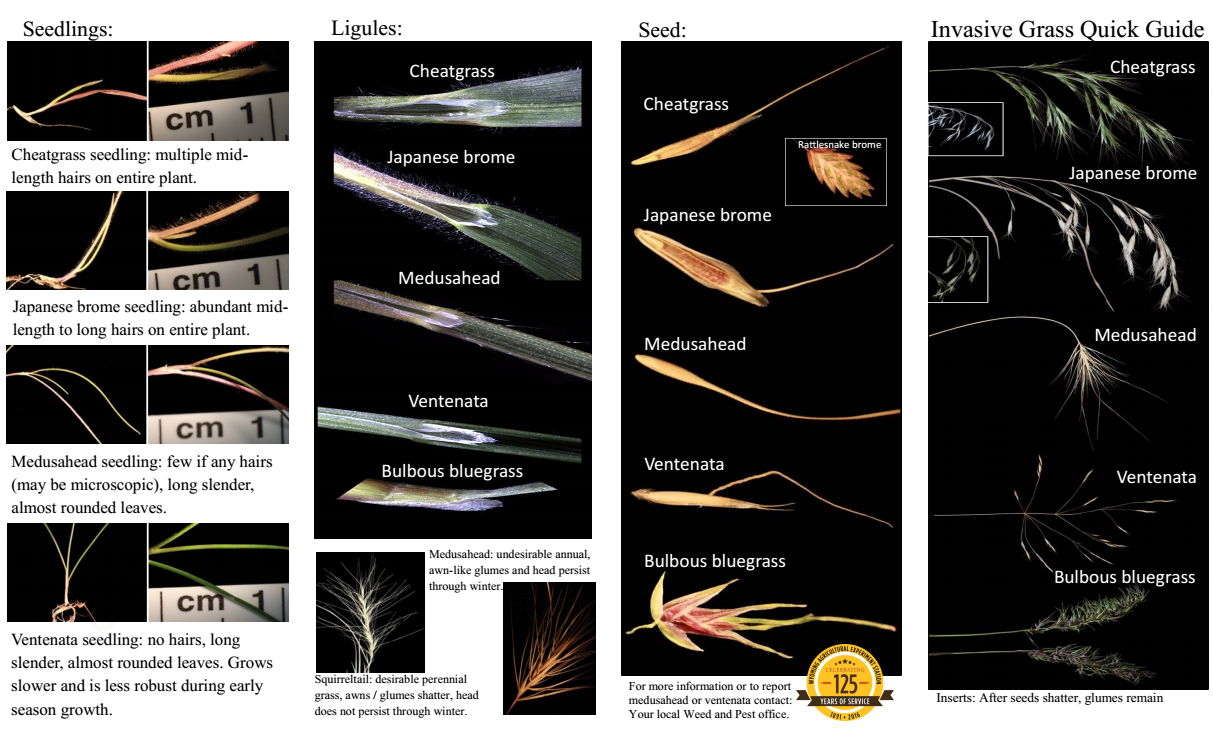 Seedlings:
cm 1
Cheatgrass seedling: multiple mid-
length hairs on entire plant.
cm 1
Japanese brome seedling: abundant mid-
length to long hairs on entire plant.
cm 1
Medusahead seedling: few if any hairs
(may be microscopic), long slender,
almost rounded leaves.
cm 1
Ventenata seedling: no hairs, long
slender, almost rounded leaves. Grows
slower and is less robust during early
season growth.
Ligules:
Cheatgrass
Japanese brome
Medusahead
Ventenata
Bulbous bluegrass
Medusahead: undesirable annual,
awn-like glumes and head persist
through winter.
Squirreltail: desirable perennial
grass, awns / glumes shatter, head
does not persist through winter.
Seed:
Cheatgrass
Rattlesnake brome
Japanese brome
Medusahead
Ventenata
Bulbous bluegrass
For more information or to report
medusahead or ventenata contact:
Your local Weed and Pest office.
WYOMING AGRICULTURAL EXPERIMENT STATION
CELEBRATING
125
YEARS OF SERVICE
1891 • 2016
Invasive Grass Quick Guide
Cheatgrass
Japanese brome
Medusahead
Ventenata
Bulbous bluegrass
Inserts: After seeds shatter, glumes remain